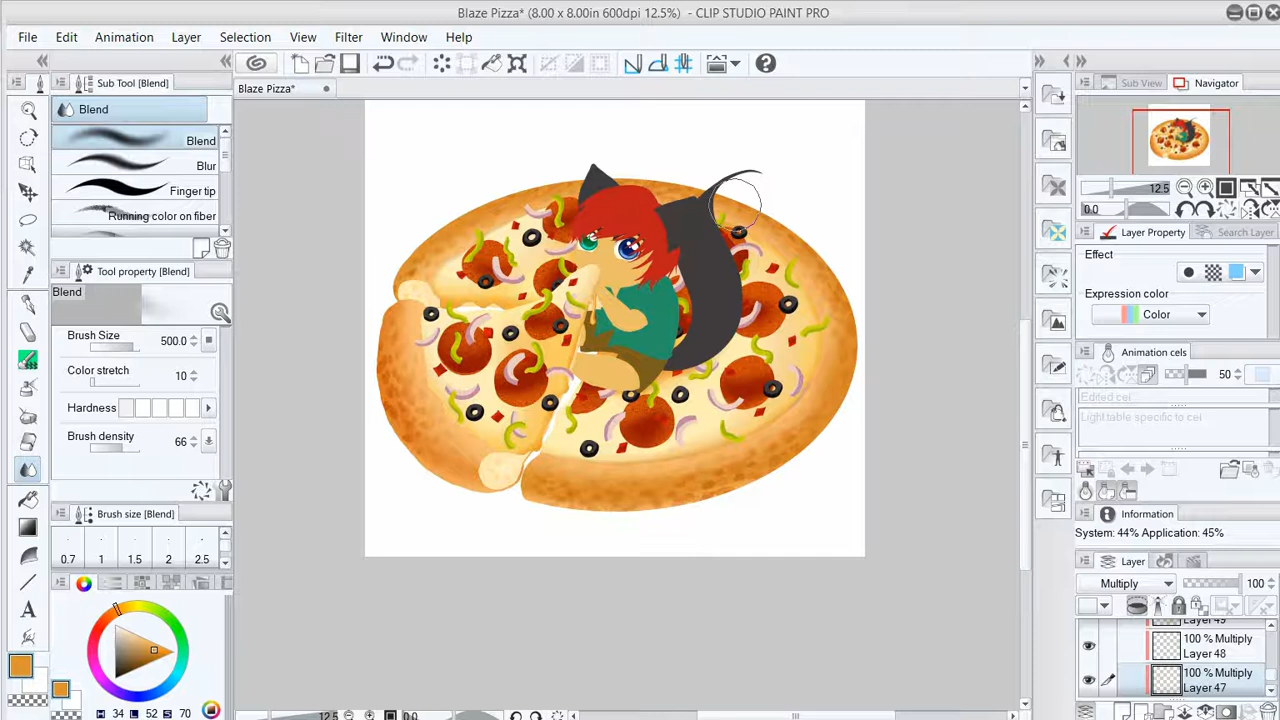 Blaze Pizza* (8.00 x 8.00in 600dpi 12.5%) - CLIP STUDIO PAINT PRO
File Edit Animation Layer Selection View Filter Window Help
Sub Tool [Blend]
Blaze Pizza*
Sub View Navigator
Blend
Blend
Blur
Finger tip
Running color on fiber
12.5
0.0
Layer Property Search Layer
Effect
Expression color
Color
Tool property [Blend]
Blend
Brush Size 500.0
Color stretch 10
Hardness
Brush density 66
Animation cels
50
Edited cel
Light table specific to cel
Brush size [Blend]
0.7 1 1.5 2 2.5
Information
System: 44% Application: 45%
Layer
Multiply 100
Layer 49
100 % Multiply
Layer 48
100 % Multiply
Layer 47
A
H 34 L 52 S 70
12.5 0.0